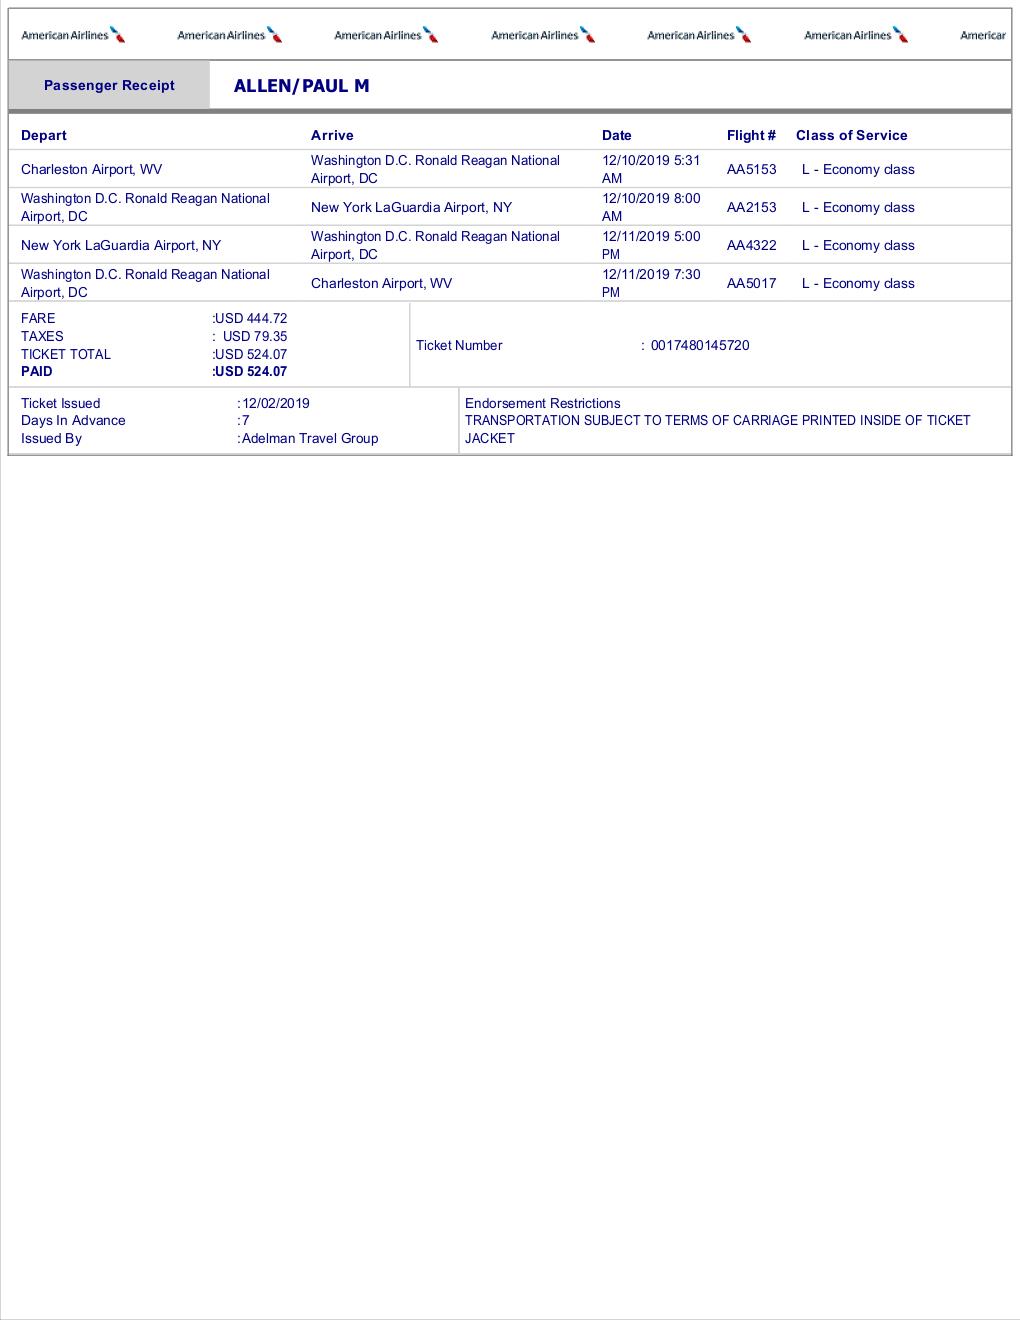 American Airlines American Airlines American Airlines American Airlines American Airlines American Airlines Americar
Passenger Receipt ALLEN/PAUL M
Depart Arrive Date Flight # Class of Service
Charleston Airport, WV Washington D.C. Ronald Reagan National Airport, DC 12/10/2019 5:31 AM AA5153 L - Economy class
Washington D.C. Ronald Reagan National Airport, DC New York LaGuardia Airport, NY 12/10/2019 8:00 AM AA2153 L - Economy class
New York LaGuardia Airport, NY Washington D.C. Ronald Reagan National Airport, DC 12/11/2019 5:00 PM AA4322 L - Economy class
Washington D.C. Ronald Reagan National Airport, DC Charleston Airport, WV 12/11/2019 7:30 PM AA5017 L - Economy class
FARE :USD 444.72
TAXES : USD 79.35
TICKET TOTAL :USD 524.07
PAID :USD 524.07
Ticket Number : 0017480145720
Ticket Issued :12/02/2019
Days In Advance :7
Issued By :Adelman Travel Group
Endorsement Restrictions
TRANSPORTATION SUBJECT TO TERMS OF CARRIAGE PRINTED INSIDE OF TICKET
JACKET